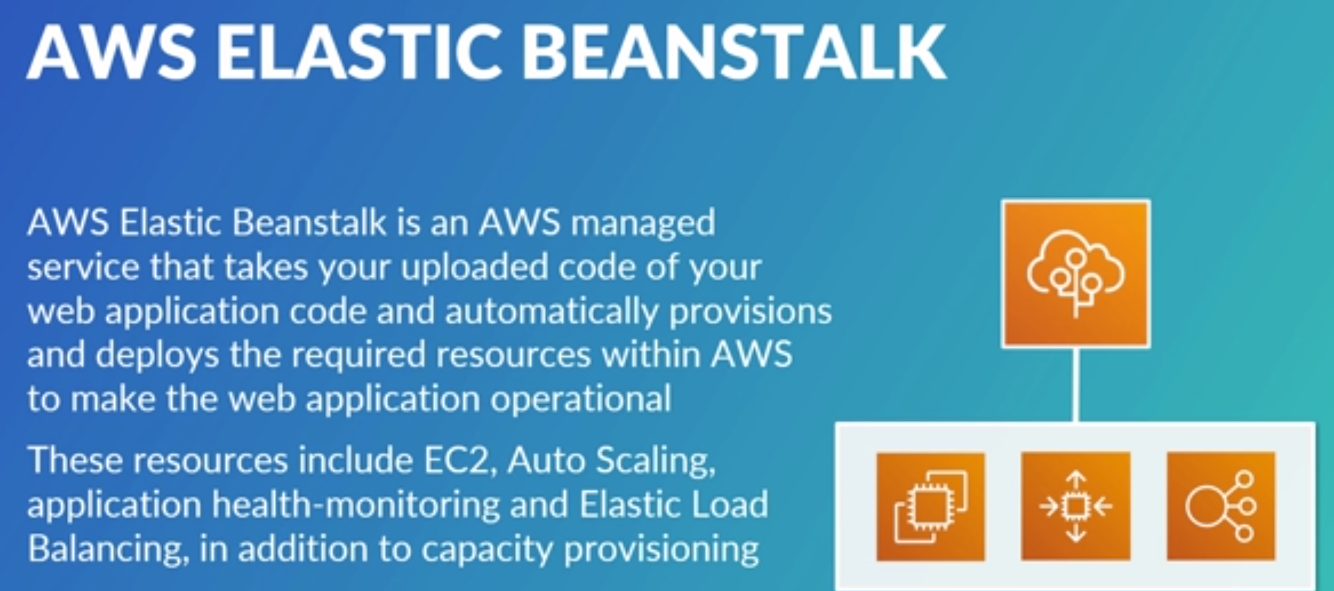 AWS ELASTIC BEANSTALK
AWS Elastic Beanstalk is an AWS managed
service that takes your uploaded code of your
web application code and automatically provisions
and deploys the required resources within AWS
to make the web application operational
These resources include EC2, Auto Scaling,
application health-monitoring and Elastic Load
Balancing, in addition to capacity provisioning